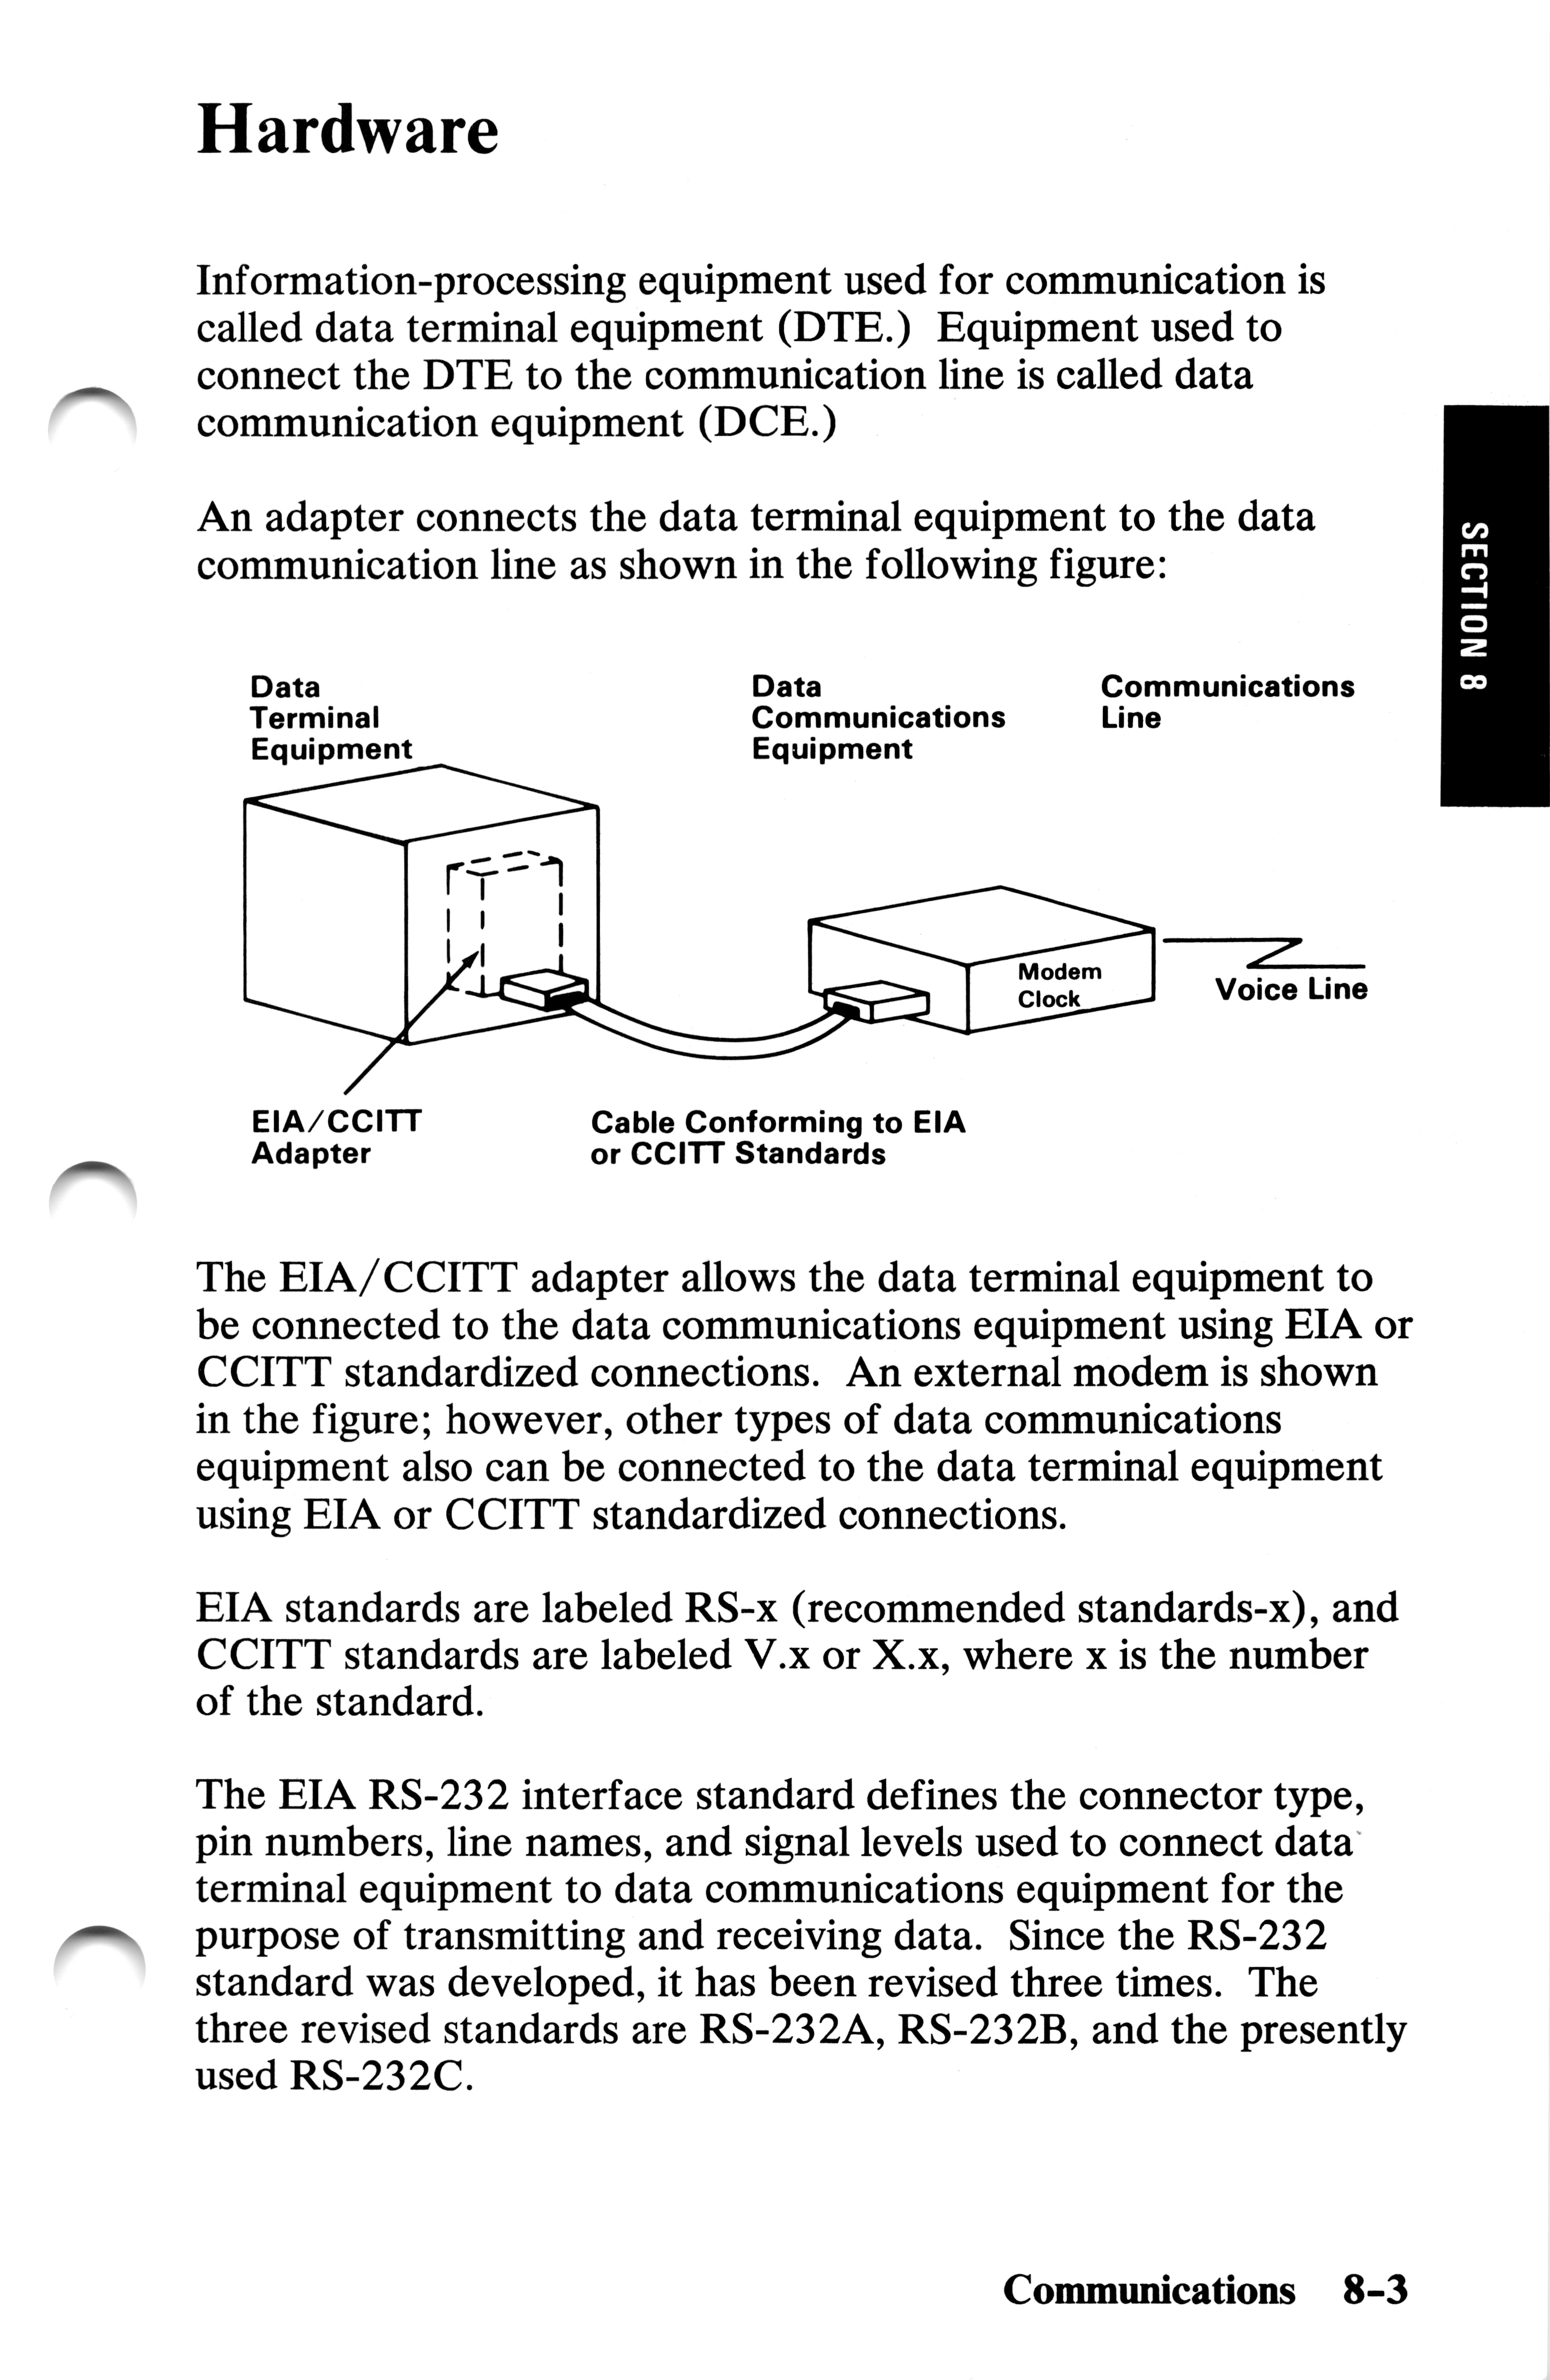 Hardware
Information-processing equipment used for communication is
called data terminal equipment (DTE.) Equipment used to
connect the DTE to the communication line is called data
communication equipment (DCE.)
An adapter connects the data terminal equipment to the data
communication line as shown in the following figure:
SECTION 8
Data
Terminal
Equipment
Data
Communications
Equipment
Communications
Line
Modem
Clock
Voice Line
EIA/CCITT
Adapter
Cable Conforming to EIA
or CCITT Standards
The EIA/CCITT adapter allows the data terminal equipment to
be connected to the data communications equipment using EIA or
CCITT standardized connections. An external modem is shown
in the figure; however, other types of data communications
equipment also can be connected to the data terminal equipment
using EIA or CCITT standardized connections.
EIA standards are labeled RS-x (recommended standards-x), and
CCITT standards are labeled V.x or X.x, where x is the number
of the standard.
The EIA RS-232 interface standard defines the connector type,
pin numbers, line names, and signal levels used to connect data
terminal equipment to data communications equipment for the
purpose of transmitting and receiving data. Since the RS-232
standard was developed, it has been revised three times. The
three revised standards are RS-232A, RS-232B, and the presently
used RS-232C.
Communications 8-3